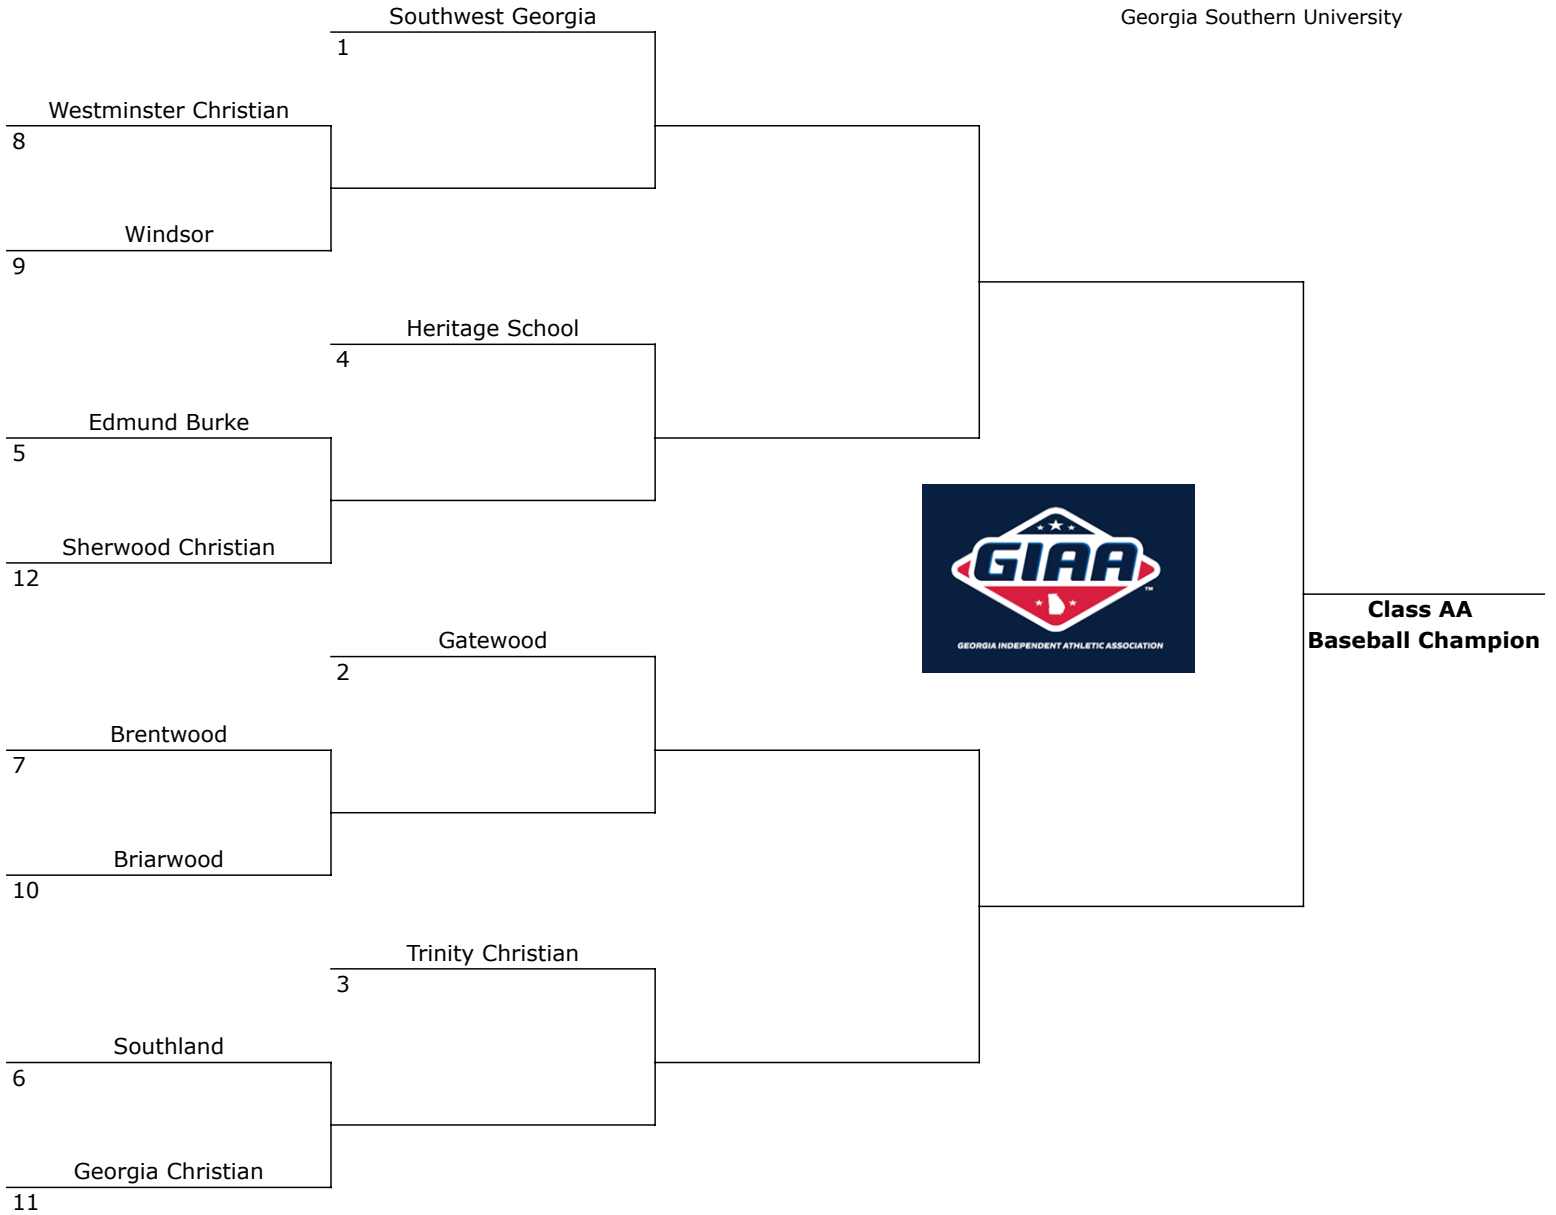 Southwest Georgia
Georgia Southern University
1
Westminster Christian
8
Windsor
9
Heritage School
4
Edmund Burke
5
Sherwood Christian
12
GIAA
™
GEORGIA INDEPENDENT ATHLETIC ASSOCIATION
Class AA
Baseball Champion
Gatewood
2
Brentwood
7
Briarwood
10
Trinity Christian
3
Southland
6
Georgia Christian
11